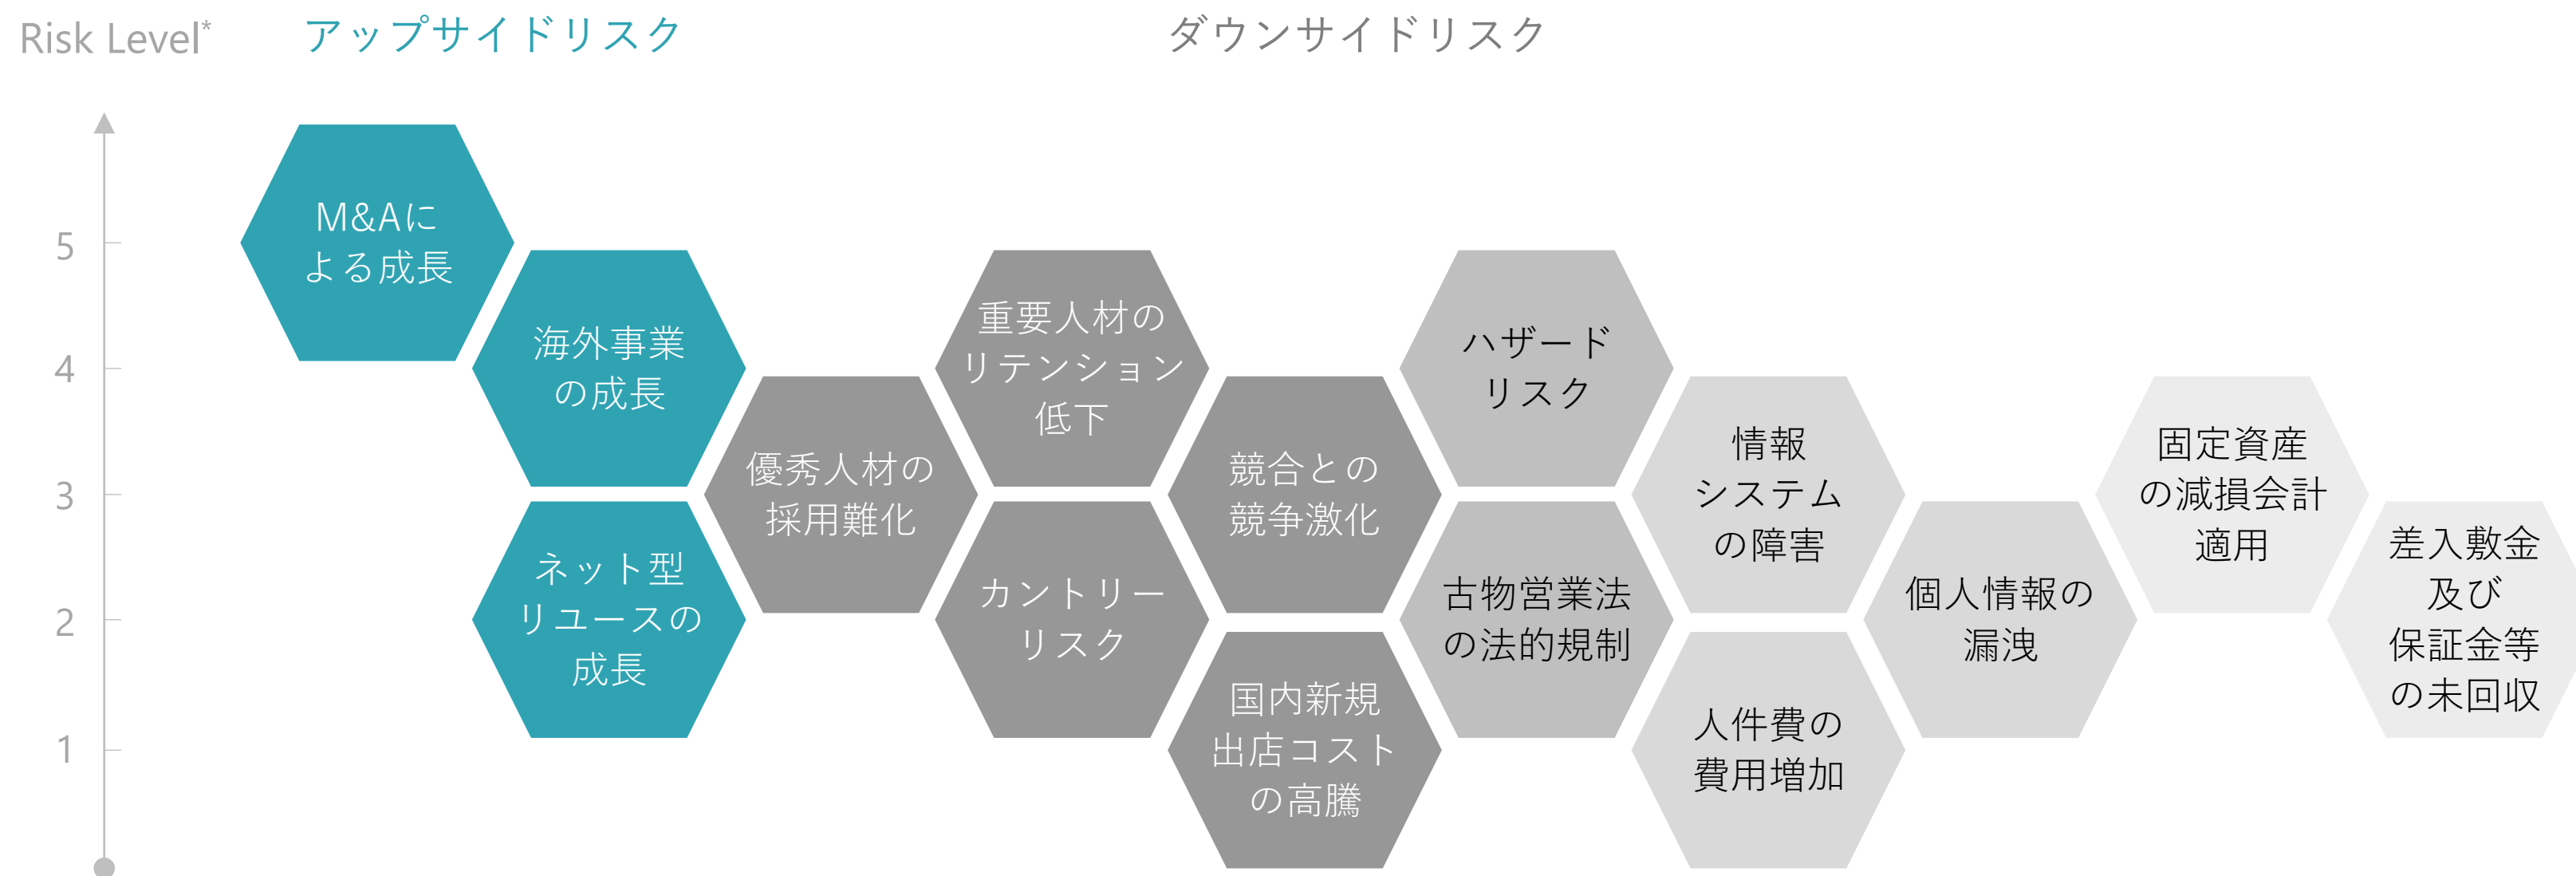 Risk Level*
アップサイドリスク
ダウンサイドリスク
5
4
3
2
1
M&Aに
よる成長
海外事業
の成長
ネット型
リユースの
成長
優秀人材の
採用難化
重要人材の
リテンション
低下
カントリー
リスク
競合との
競争激化
国内新規
出店コスト
の高騰
ハザード
リスク
古物営業法
の法的規制
情報
システム
の障害
人件費の
費用増加
個人情報の
漏洩
固定資産
の減損会計
適用
差入敷金
及び
保証金等
の未回収